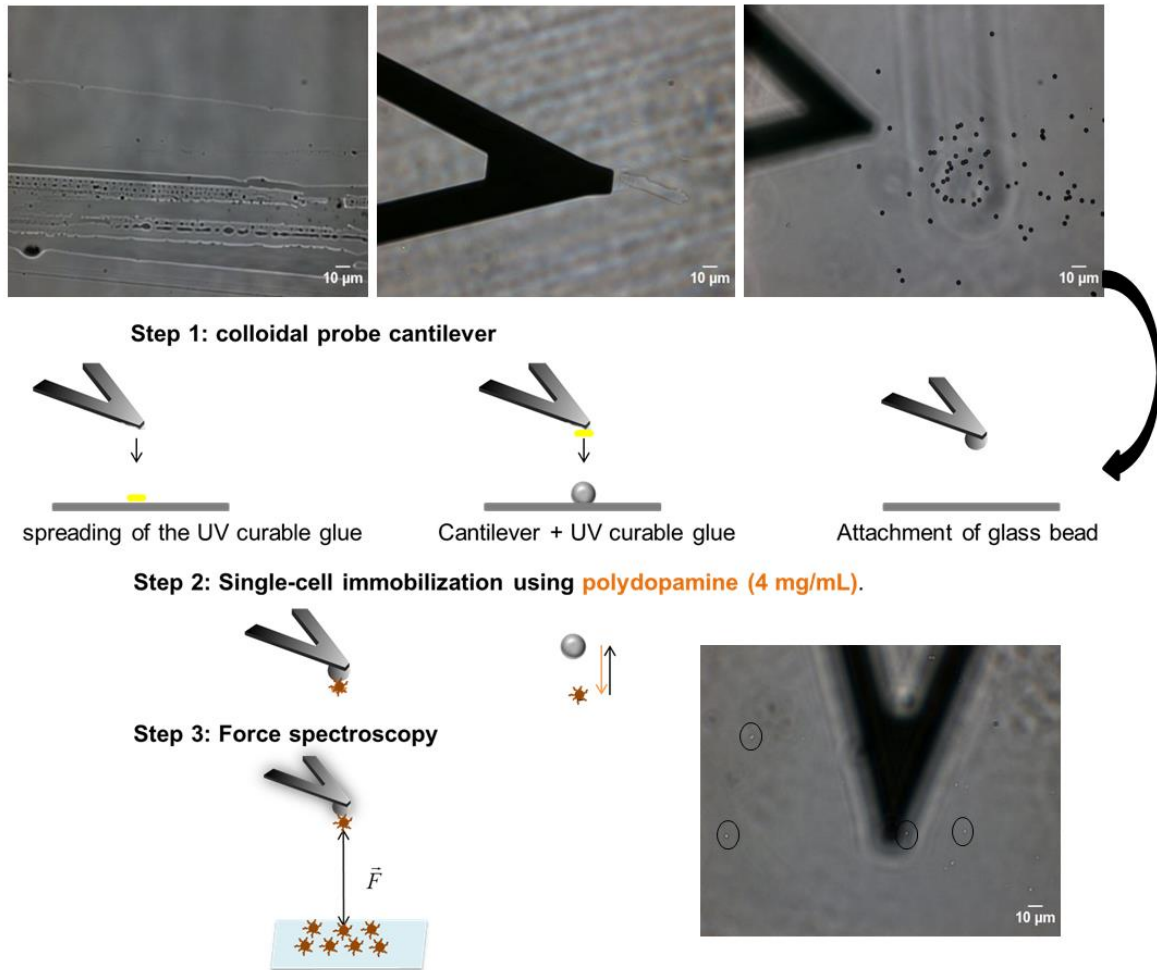 10 µm
10 µm
10 µm
Step 1: colloidal probe cantilever
spreading of the UV curable glue
Cantilever + UV curable glue
Attachment of glass bead
Step 2: Single-cell immobilization using polydopamine (4 mg/mL).
Step 3: Force spectroscopy
F⃗
10 µm